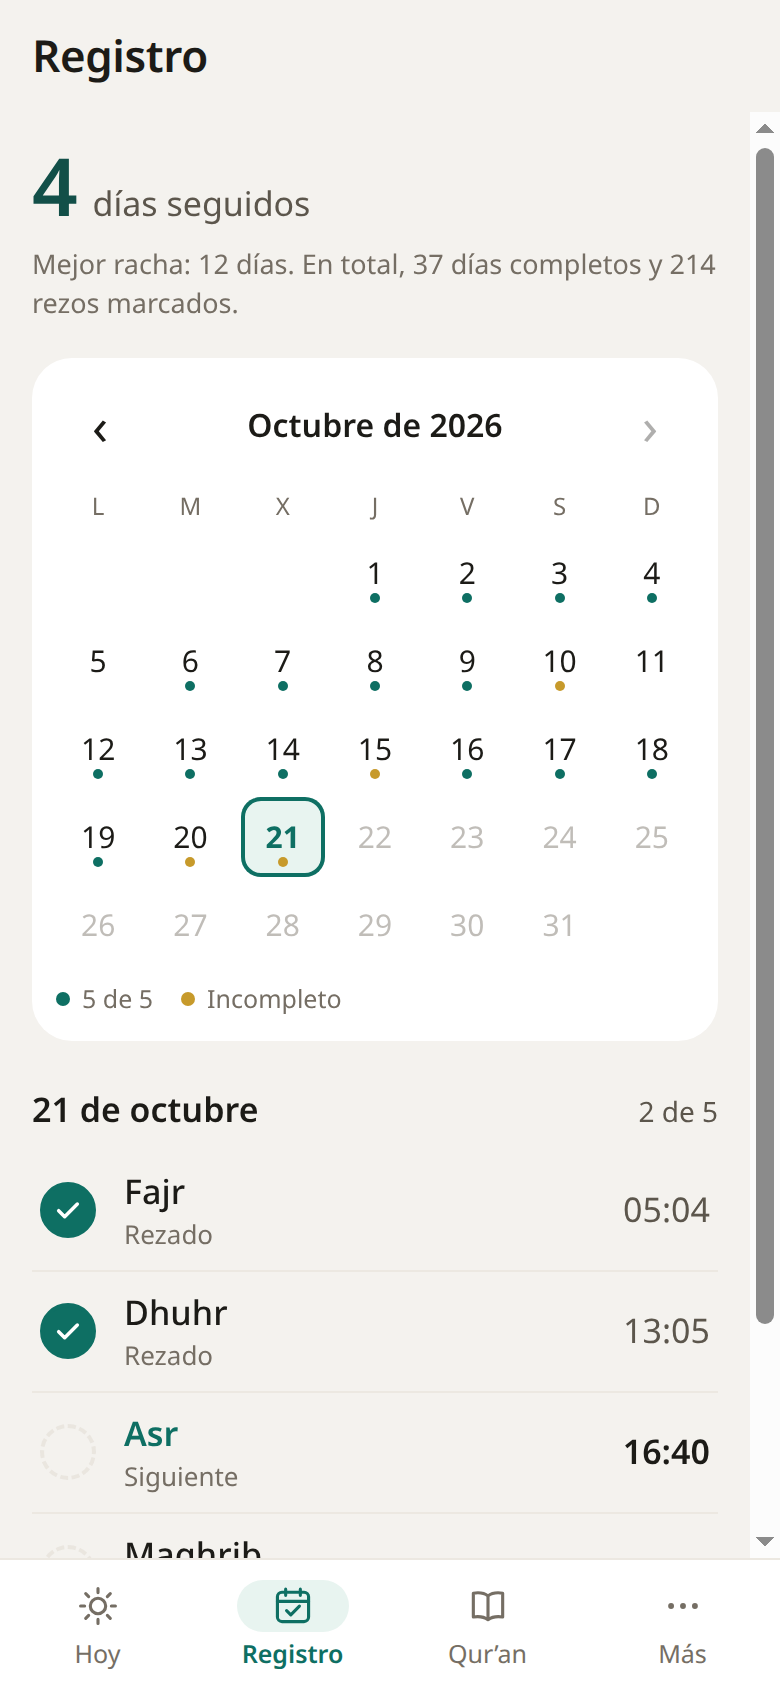 Registro
4 días seguidos
Mejor racha: 12 días. En total, 37 días completos y 214
rezos marcados.
‹ Octubre de 2026 ›
L M X J V S D
1 2 3 4
5 6 7 8 9 10 11
12 13 14 15 16 17 18
19 20 21 22 23 24 25
26 27 28 29 30 31
5 de 5 Incompleto
21 de octubre 2 de 5
Fajr 05:04
Rezado
Dhuhr 13:05
Rezado
Asr 16:40
Siguiente
Maghrib
Hoy Registro Qur’an Más